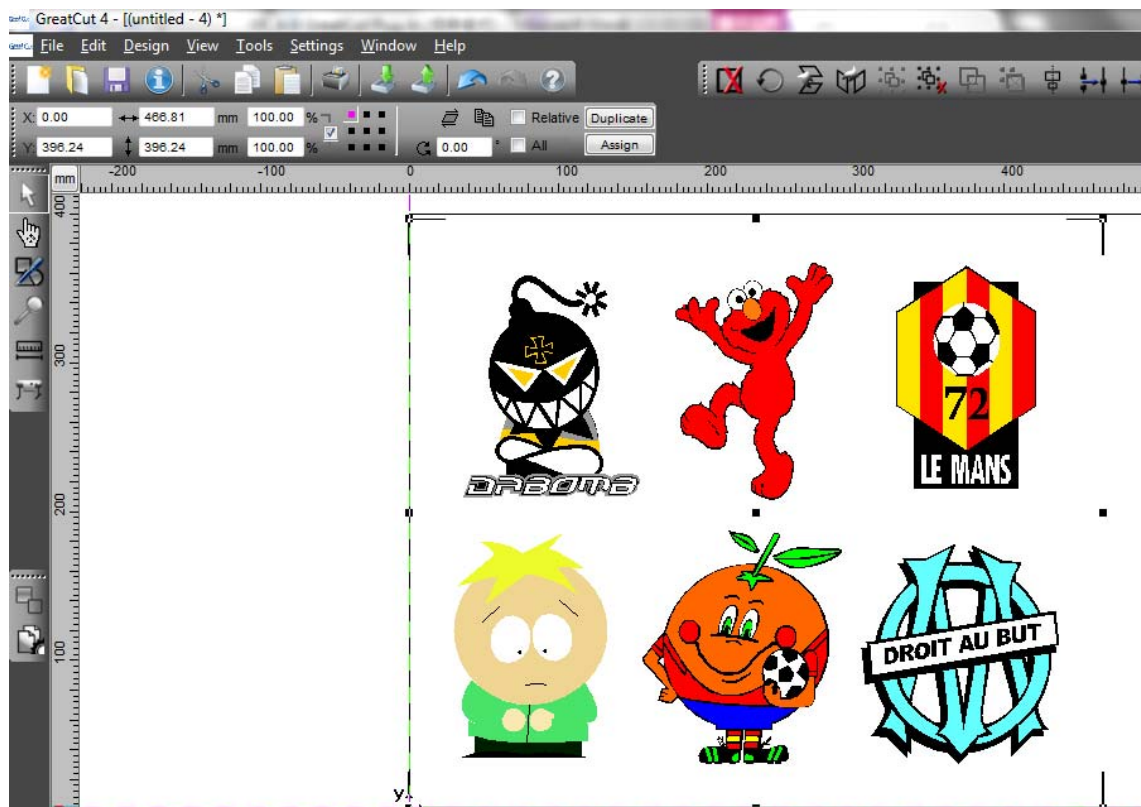 GreatCut 4 - [(untitled - 4) *]
File Edit Design View Tools Settings Window Help
X: 0.00 466.81 mm 100.00 % Relative Duplicate
Y: 396.24 396.24 mm 100.00 % 0.00 ° All Assign
mm -200 -100 0 100 200 300 400
400
300
200
100
72
LE MANS
DABOMB
DROIT AU BUT
Y